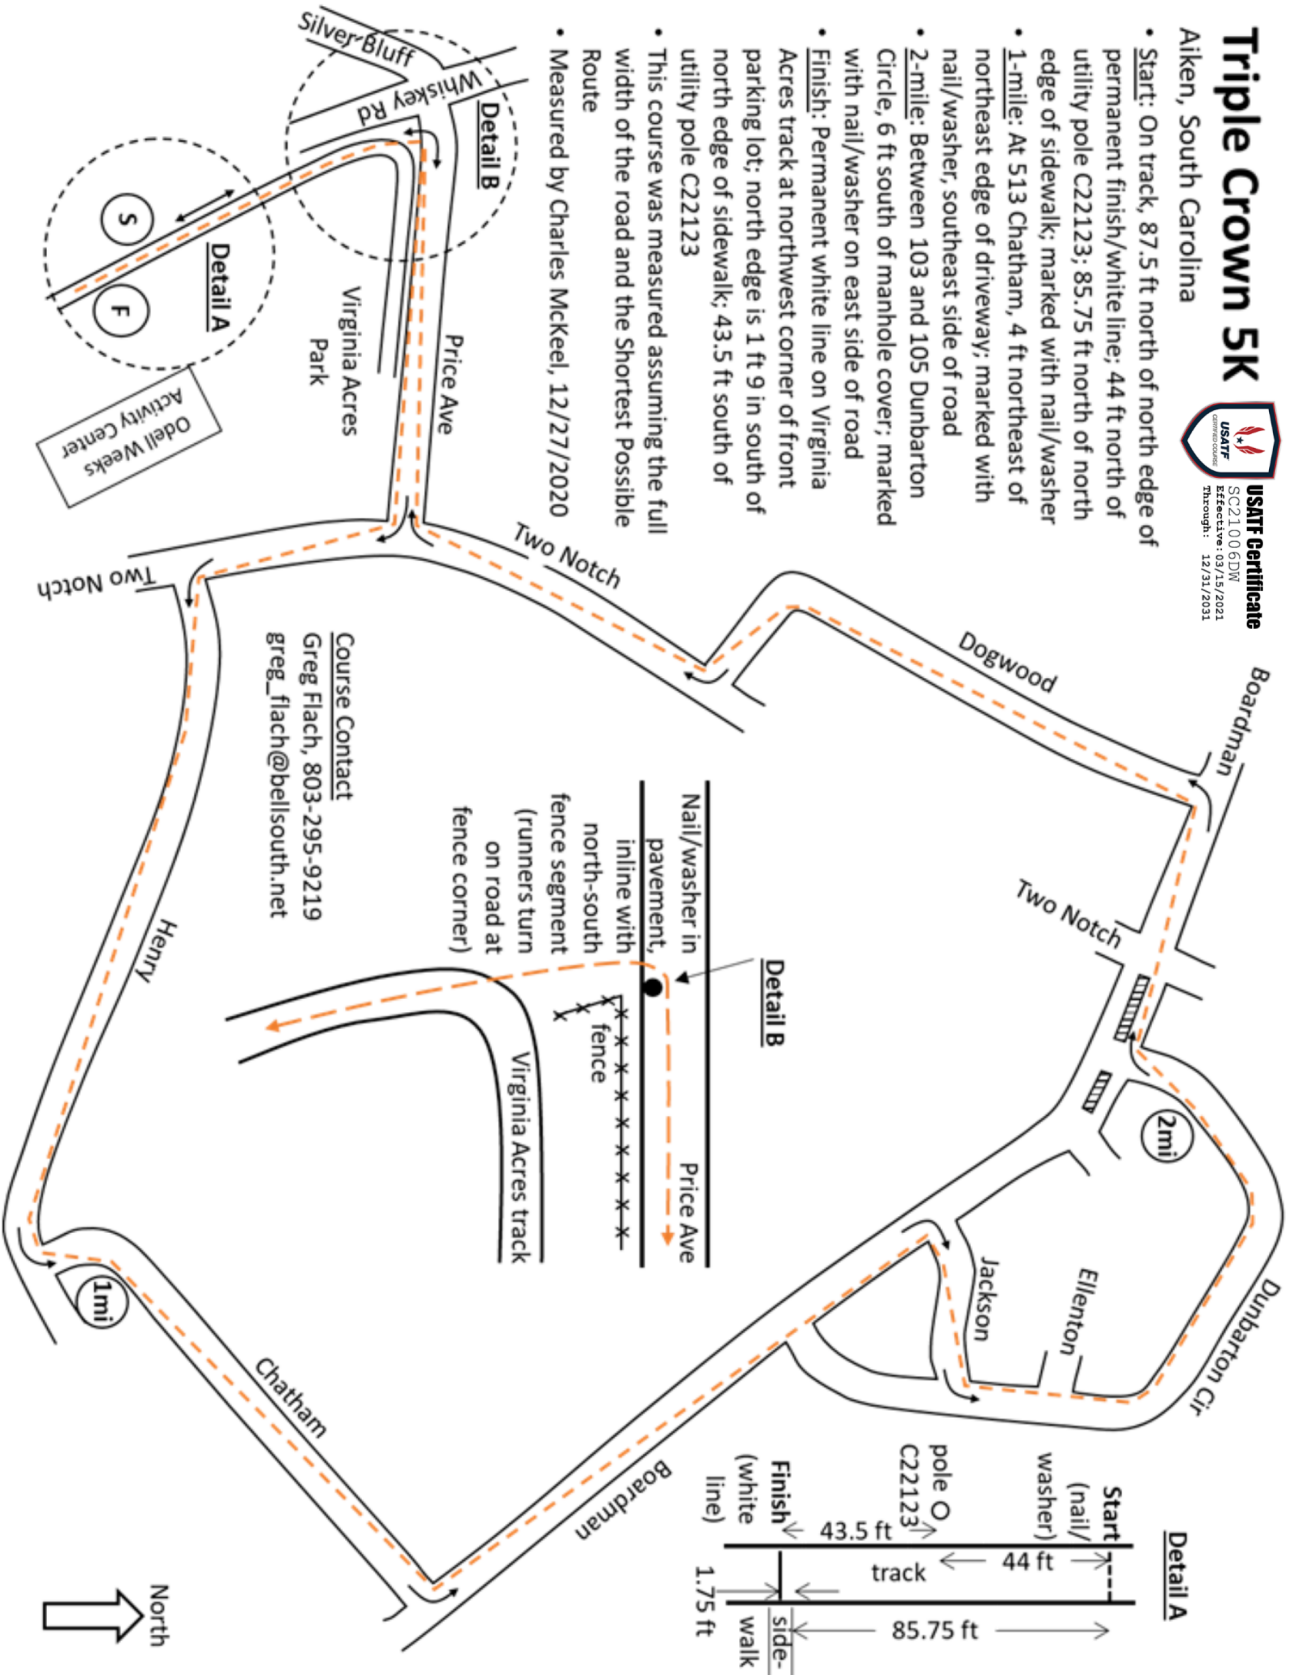 Triple Crown 5K
Aiken, South Carolina
USATF
CERTIFIED COURSE
USATF Certificate
SC21006DW
Effective:03/15/2021
Through: 12/31/2031
• Start: On track, 87.5 ft north of north edge of
permanent finish/white line; 44 ft north of
utility pole C22123; 85.75 ft north of north
edge of sidewalk; marked with nail/washer
• 1-mile: At 513 Chatham, 4 ft northeast of
northeast edge of driveway; marked with
nail/washer, southeast side of road
• 2-mile: Between 103 and 105 Dunbarton
Circle, 6 ft south of manhole cover; marked
with nail/washer on east side of road
• Finish: Permanent white line on Virginia
Acres track at northwest corner of front
parking lot; north edge is 1 ft 9 in south of
north edge of sidewalk; 43.5 ft south of
utility pole C22123
• This course was measured assuming the full
width of the road and the Shortest Possible
Route
• Measured by Charles McKeel, 12/27/2020
Silver Bluff
Whiskey Rd
Detail B
S
F
Detail A
Virginia Acres
Park
Price Ave
Odell Weeks
Activity Center
Two Notch
Two Notch
Dogwood
Boardman
Two Notch
2mi
Dunbarton Cir
Ellenton
Jackson
Boardman
Chatham
1mi
Henry
Course Contact
Greg Flach, 803-295-9219
greg_flach@bellsouth.net
Detail B
Nail/washer in
pavement,
inline with
north-south
fence segment
(runners turn
on road at
fence corner)
Price Ave
fence
Virginia Acres track
Detail A
Start
(nail/
washer)
pole
C22123
44 ft
43.5 ft
track
85.75 ft
Finish
(white
line)
1.75 ft
side-
walk
North